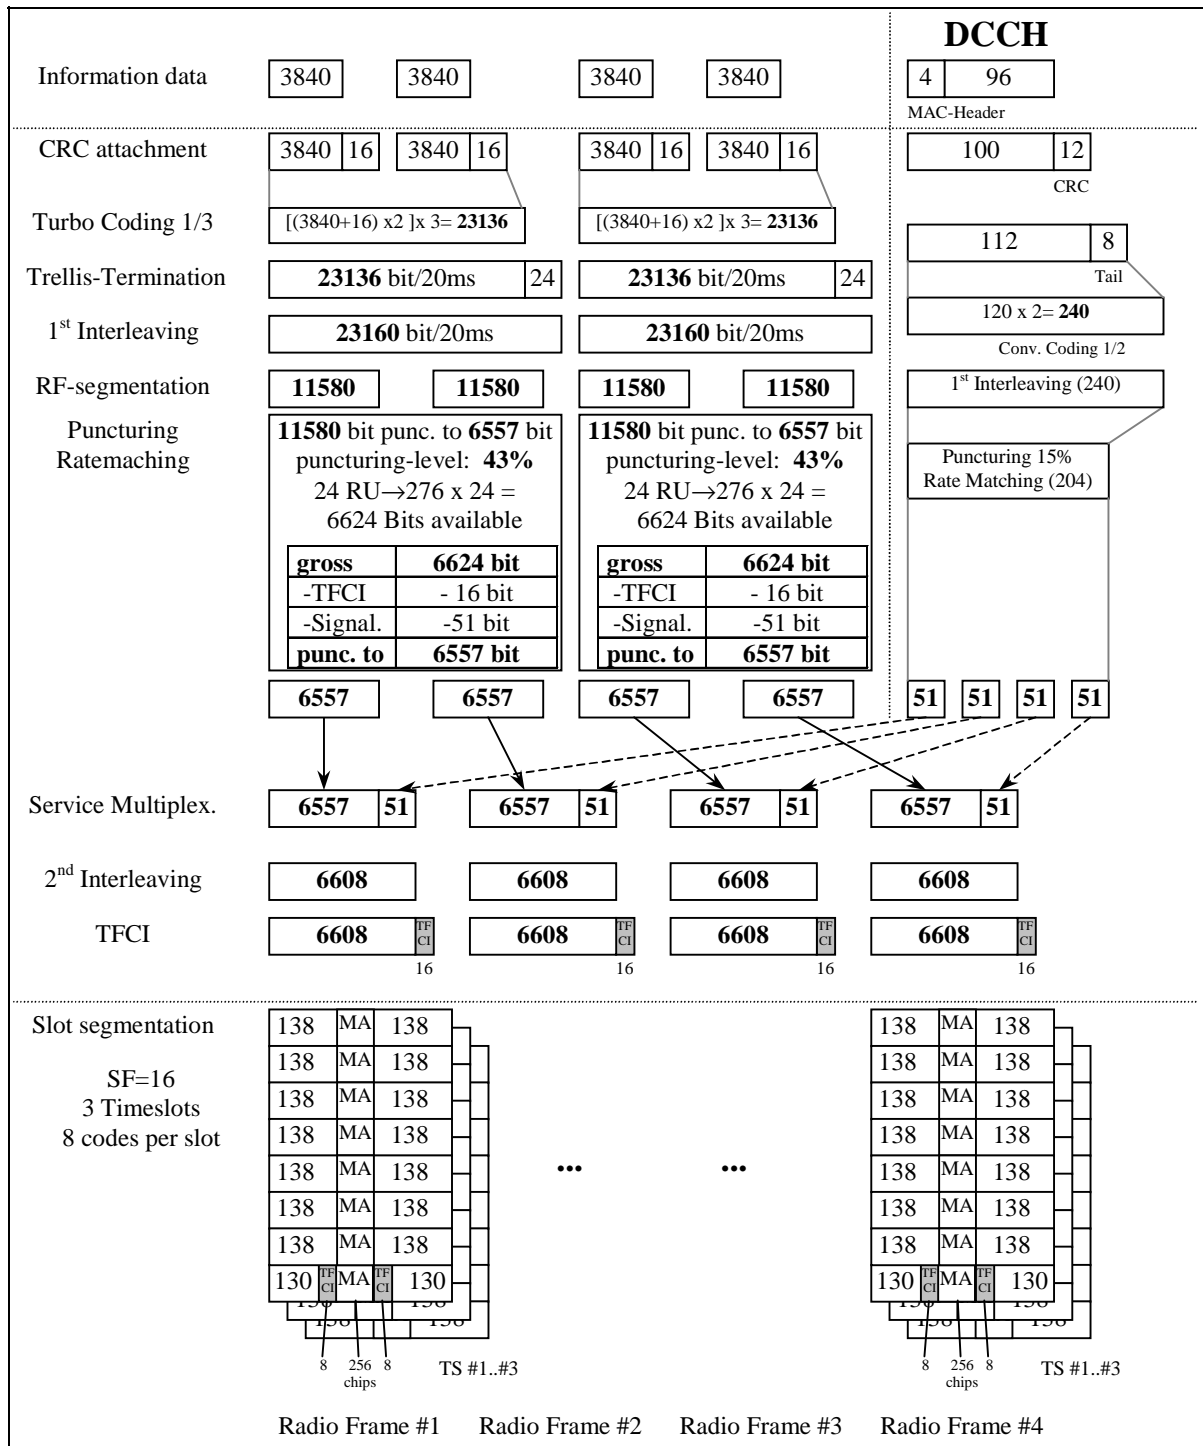 DCCH
Information data 3840 3840 3840 3840 4 96
MAC-Header
CRC attachment 3840 16 3840 16 3840 16 3840 16 100 12
CRC
Turbo Coding 1/3 [(3840+16) x2 ]x 3= 23136 [(3840+16) x2 ]x 3= 23136
112 8
Tail
Trellis-Termination 23136 bit/20ms 24 23136 bit/20ms 24
120 x 2= 240
Conv. Coding 1/2
1st Interleaving 23160 bit/20ms 23160 bit/20ms
RF-segmentation 11580 11580 11580 11580 1st Interleaving (240)
Puncturing
Ratemaching
11580 bit punc. to 6557 bit
puncturing-level: 43%
24 RU→276 x 24 =
6624 Bits available
gross 6624 bit
-TFCI - 16 bit
-Signal. -51 bit
punc. to 6557 bit
11580 bit punc. to 6557 bit
puncturing-level: 43%
24 RU→276 x 24 =
6624 Bits available
gross 6624 bit
-TFCI - 16 bit
-Signal. -51 bit
punc. to 6557 bit
Puncturing 15%
Rate Matching (204)
6557 6557 6557 6557 51 51 51 51
Service Multiplex. 6557 51 6557 51 6557 51 6557 51
2nd Interleaving 6608 6608 6608 6608
TFCI 6608 TF CI 6608 TF CI 6608 TF CI 6608 TF CI
16 16 16 16
Slot segmentation
SF=16
3 Timeslots
8 codes per slot
138 MA 138
138 MA 138
138 MA 138
138 MA 138
138 MA 138
138 MA 138
138 MA 138
130 TF CI MA TF CI 130
138 138
138 138
8 256 chips 8 TS #1..#3
... ...
138 MA 138
138 MA 138
138 MA 138
138 MA 138
138 MA 138
138 MA 138
138 MA 138
130 TF CI MA TF CI 130
138 138
138 138
8 256 chips 8 TS #1..#3
Radio Frame #1 Radio Frame #2 Radio Frame #3 Radio Frame #4